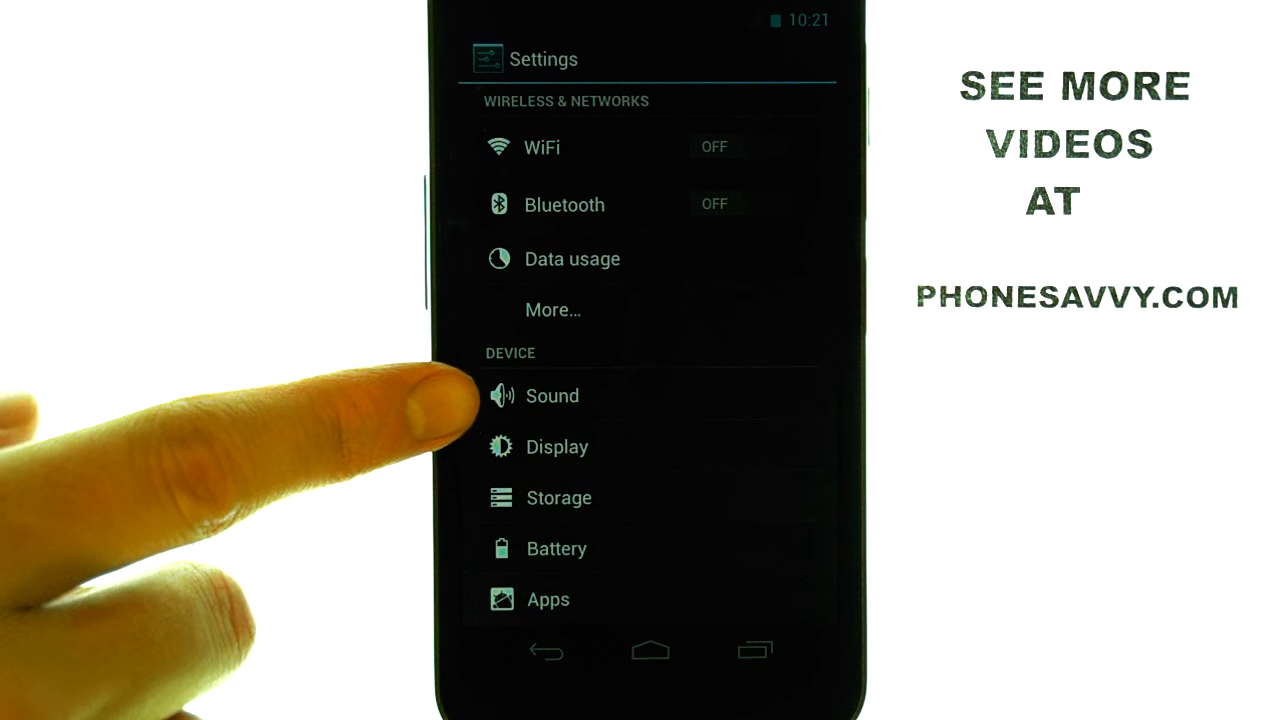 10:21
Settings
WIRELESS & NETWORKS
WiFi OFF
Bluetooth OFF
Data usage
More...
DEVICE
Sound
Display
Storage
Battery
Apps
SEE MORE
VIDEOS
AT
PHONESAVVY.COM